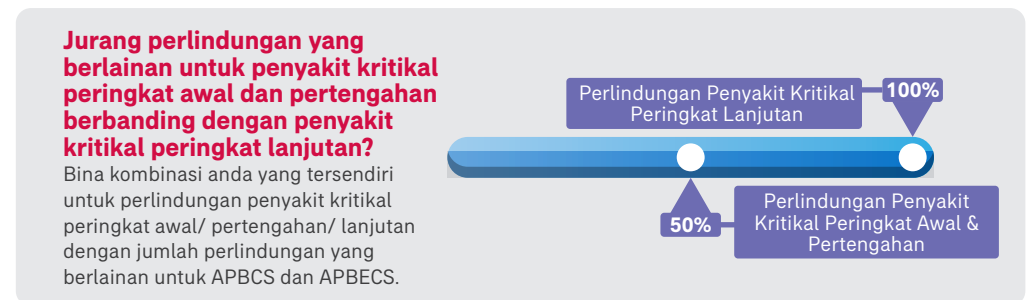 Jurang perlindungan yang
berlainan untuk penyakit kritikal
peringkat awal dan pertengahan
berbanding dengan penyakit
kritikal peringkat lanjutan?
Bina kombinasi anda yang tersendiri
untuk perlindungan penyakit kritikal
peringkat awal/ pertengahan/ lanjutan
dengan jumlah perlindungan yang
berlainan untuk APBCS dan APBECS.
Perlindungan Penyakit Kritikal
Peringkat Lanjutan
100%
50%
Perlindungan Penyakit
Kritikal Peringkat Awal &
Pertengahan